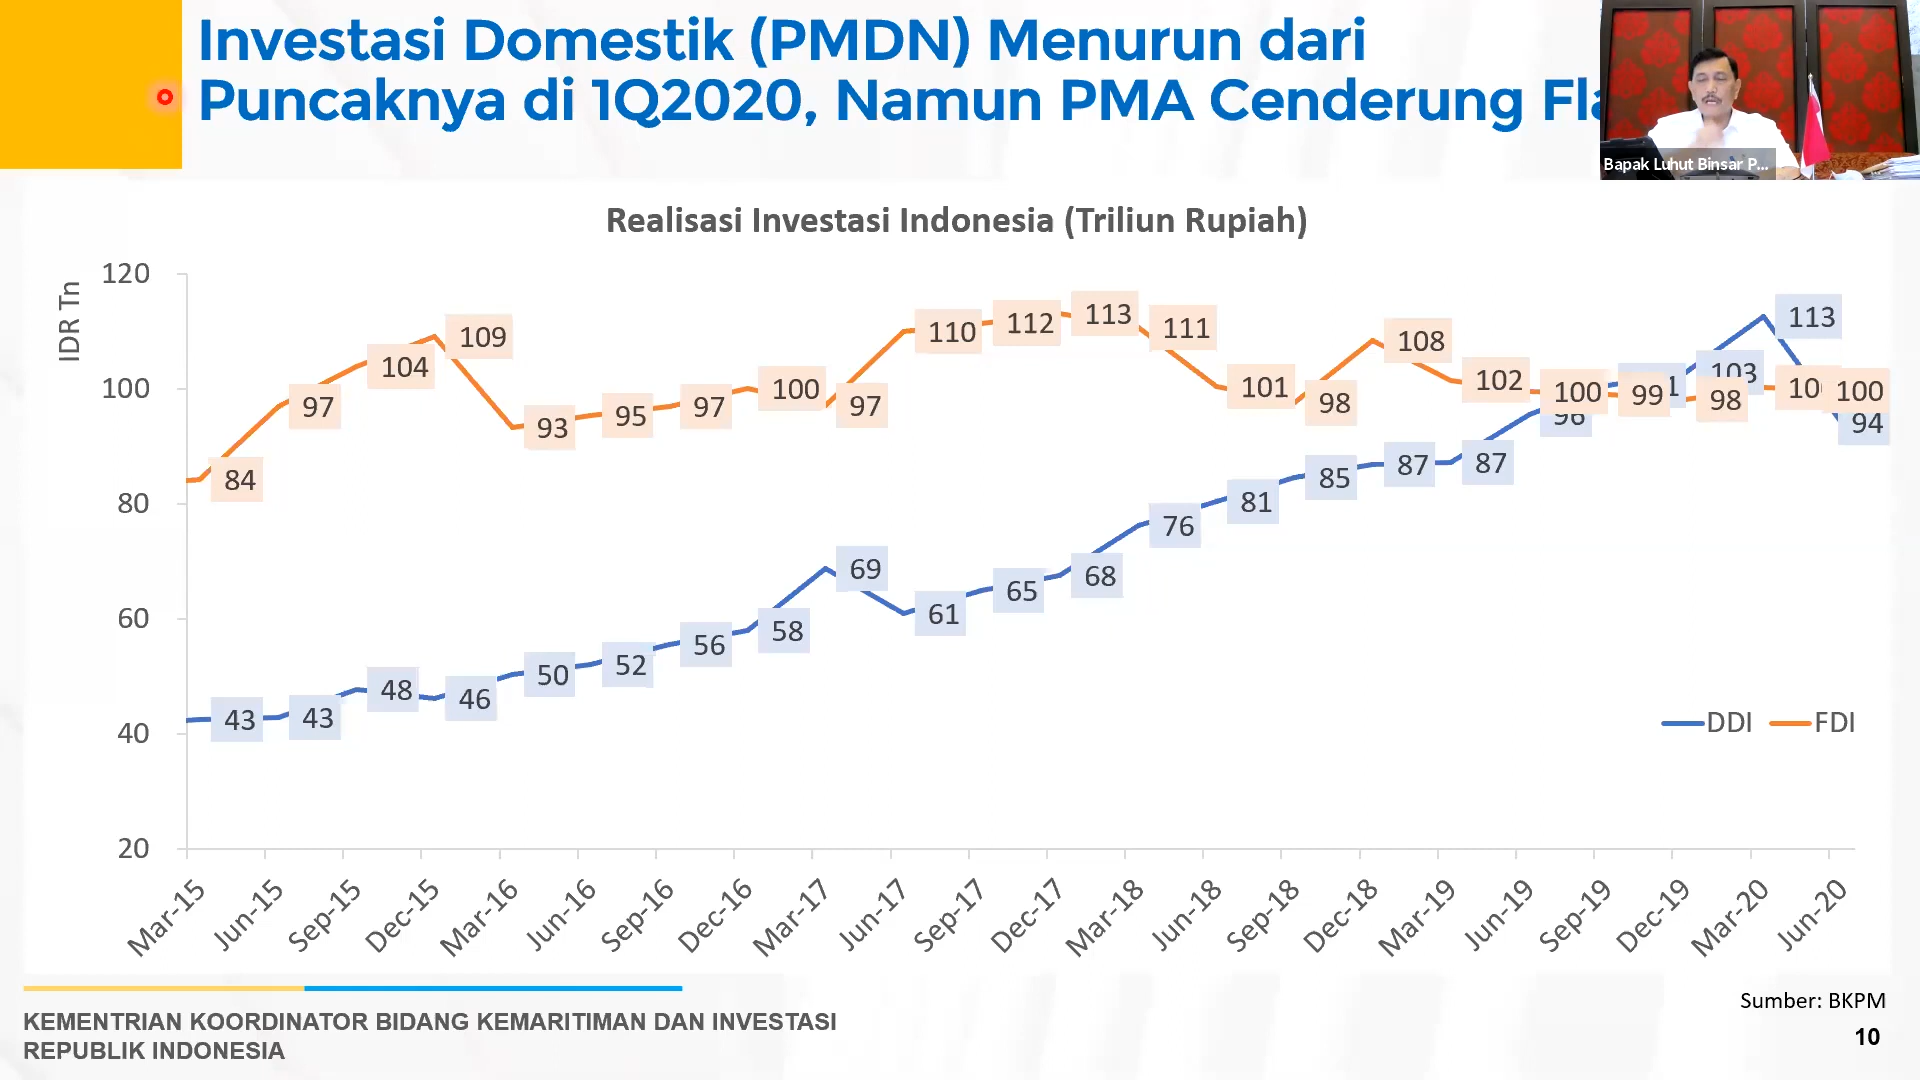 Investasi Domestik (PMDN) Menurun dari
Puncaknya di 1Q2020, Namun PMA Cenderung
Bapak Luhut Binsar P...
Realisasi Investasi Indonesia (Triliun Rupiah)
IDR Tn
120
100
80
60
40
20
84 97 104 109 93 95 97 100 97 110 112 113 111 101 98 108 102 100 99 98 100
43 43 48 46 50 52 56 58 69 61 65 68 76 81 85 87 87 96 103 113 94
DDI FDI
Mar-15 Jun-15 Sep-15 Dec-15 Mar-16 Jun-16 Sep-16 Dec-16 Mar-17 Jun-17 Sep-17 Dec-17 Mar-18 Jun-18 Sep-18 Dec-18 Mar-19 Jun-19 Sep-19 Dec-19 Mar-20 Jun-20
Sumber: BKPM
KEMENTRIAN KOORDINATOR BIDANG KEMARITIMAN DAN INVESTASI
REPUBLIK INDONESIA
10